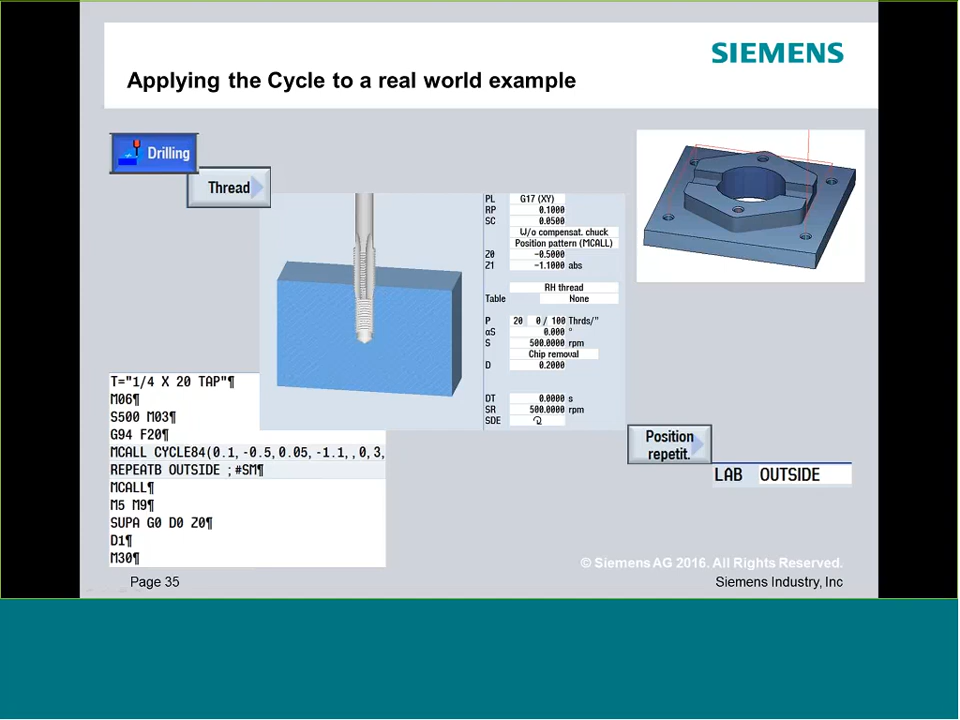 SIEMENS
Applying the Cycle to a real world example
Drilling
Thread
PL G17 (XY)
RP 0.1000
SC 0.0500
W/o compensat. chuck
Position pattern (MCALL)
Z0 -0.5000
Z1 -1.1000 abs
RH thread
Table None
P 20 0/ 100 Thrds/"
αS 0.000 °
S 500.0000 rpm
Chip removal
D 0.2000
DT 0.0000 s
SR 500.0000 rpm
SDE
T="1/4 X 20 TAP"¶
M06¶
S500 M03¶
G94 F20¶
MCALL CYCLE84(0.1,-0.5,0.05,-1.1,,0,3,
REPEATB OUTSIDE ;#SM¶
MCALL¶
M5 M9¶
SUPA G0 D0 Z0¶
D1¶
M30¶
Position
repetit.
LAB OUTSIDE
© Siemens AG 2016. All Rights Reserved.
Page 35
Siemens Industry, Inc